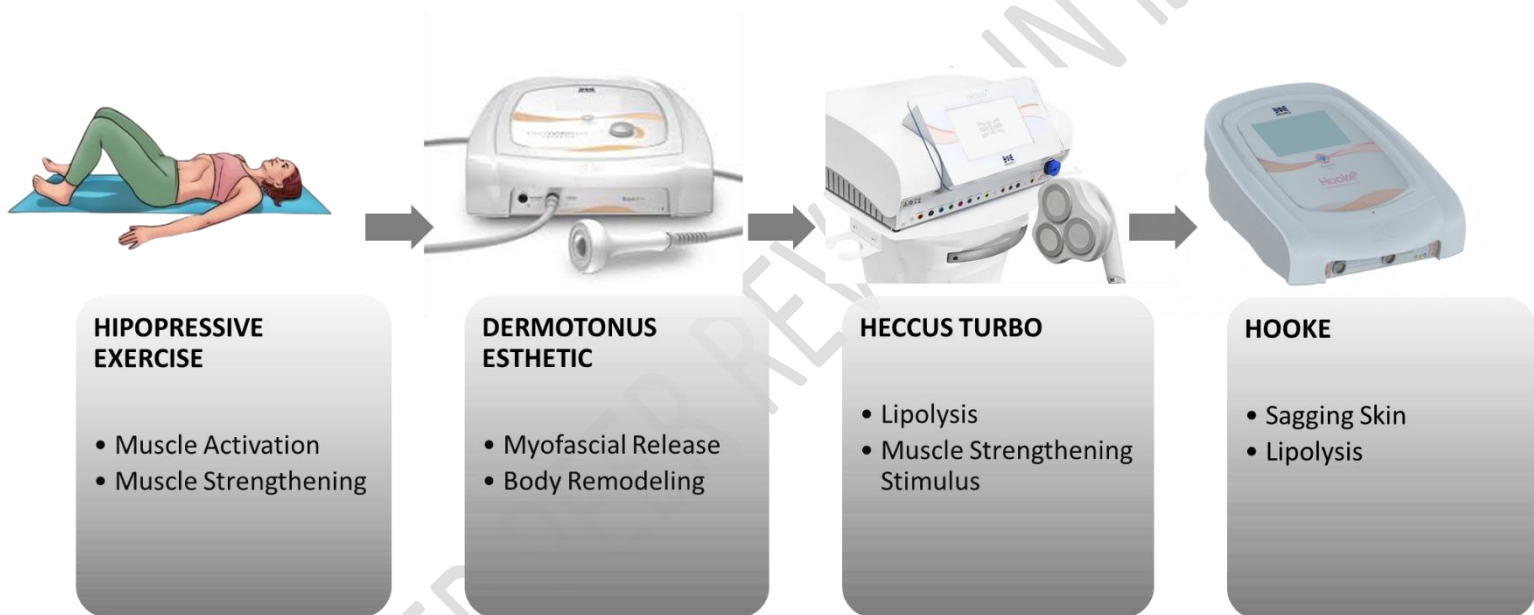 HIPOPRESSIVE
EXERCISE
• Muscle Activation
• Muscle Strengthening
DERMOTONUS
ESTHETIC
• Myofascial Release
• Body Remodeling
HECCUS TURBO
• Lipolysis
• Muscle Strengthening
Stimulus
HOOKE
• Sagging Skin
• Lipolysis
Hooke